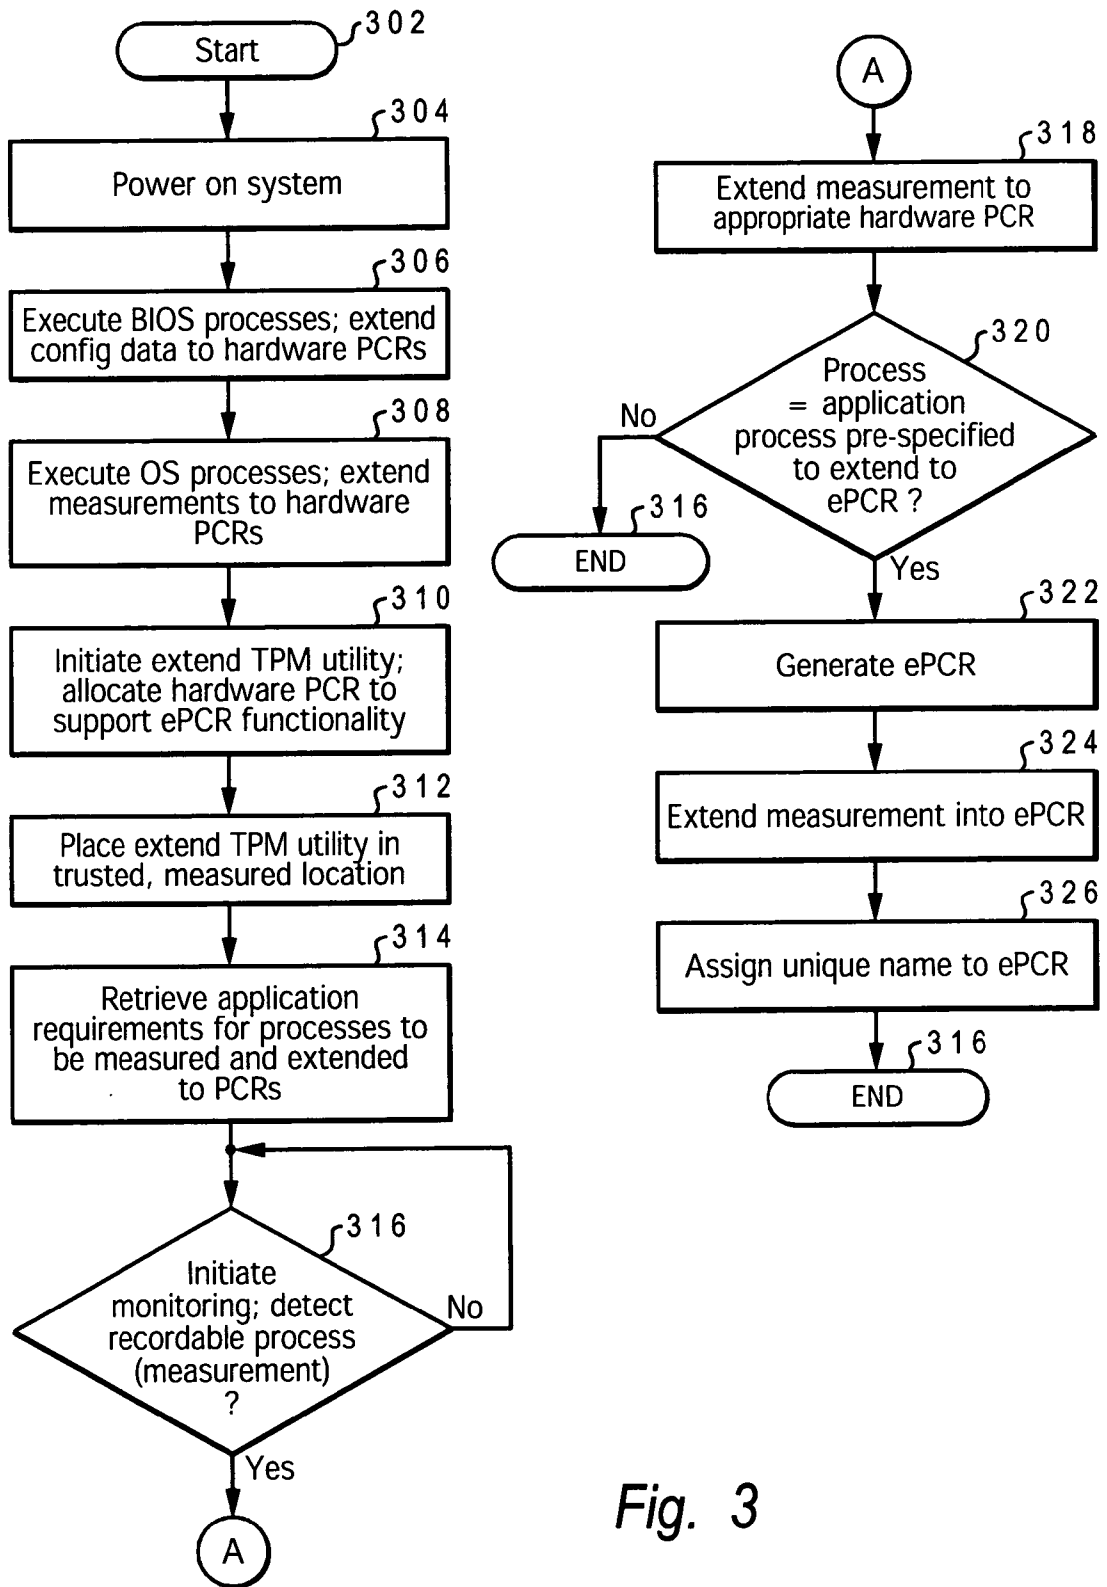 302
Start
304
Power on system
306
Execute BIOS processes; extend
config data to hardware PCRs
308
Execute OS processes; extend
measurements to hardware
PCRs
310
Initiate extend TPM utility;
allocate hardware PCR to
support ePCR functionality
312
Place extend TPM utility in
trusted, measured location
314
Retrieve application
requirements for processes to
be measured and extended
to PCRs
316
Initiate
monitoring; detect
recordable process
(measurement)
?
No
Yes
A
A
318
Extend measurement to
appropriate hardware PCR
320
Process
= application
process pre-specified
to extend to
ePCR ?
No
316
END
Yes
322
Generate ePCR
324
Extend measurement into ePCR
326
Assign unique name to ePCR
316
END
Fig. 3